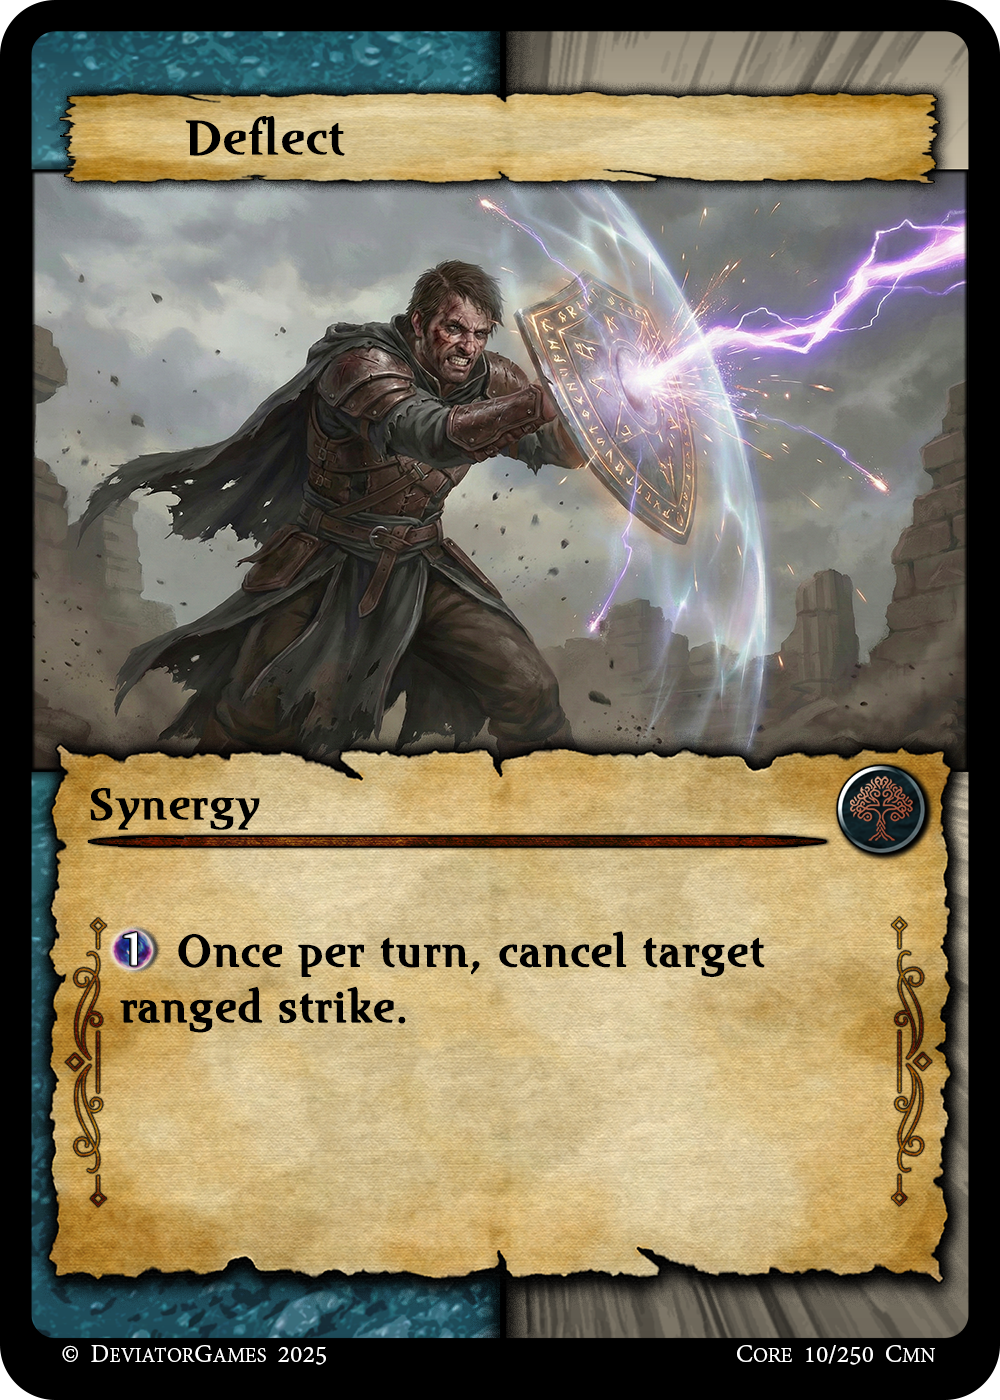 Deflect
Synergy
1 Once per turn, cancel target
ranged strike.
© DeviatorGames 2025
Core 10/250 Cmn